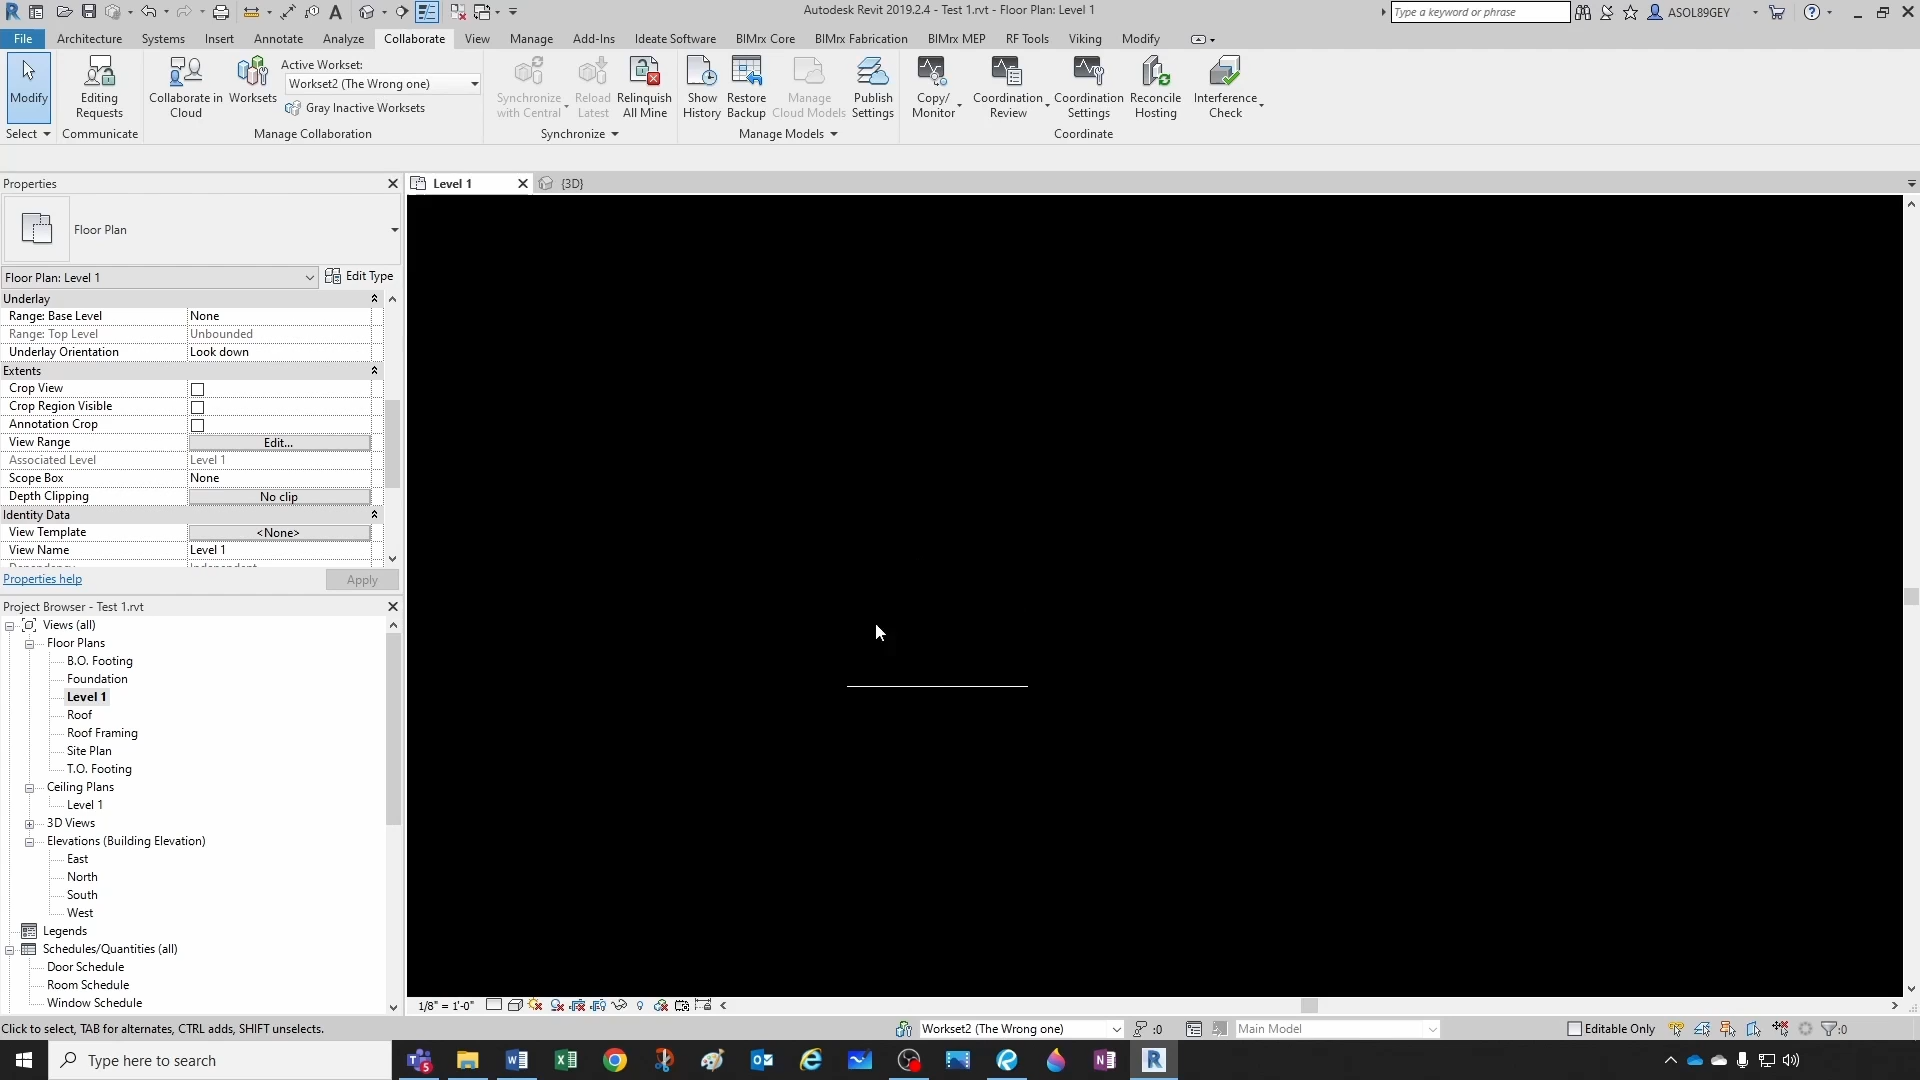 Autodesk Revit 2019.2.4 - Test 1.rvt - Floor Plan: Level 1
Type a keyword or phrase
ASOL89GEY
File Architecture Systems Insert Annotate Analyze Collaborate View Manage Add-Ins Ideate Software BIMrx Core BIMrx Fabrication BIMrx MEP RF Tools Viking Modify
Modify
Select
Editing Requests
Communicate
Collaborate in Cloud
Worksets
Active Workset:
Workset2 (The Wrong one)
Gray Inactive Worksets
Manage Collaboration
Synchronize with Central
Reload Latest
Relinquish All Mine
Synchronize
Show History
Restore Backup
Manage Cloud Models
Publish Settings
Manage Models
Copy/ Monitor
Coordination Review
Coordination Settings
Reconcile Hosting
Interference Check
Coordinate
Properties
Level 1
{3D}
Floor Plan
Floor Plan: Level 1
Edit Type
Underlay
Range: Base Level None
Range: Top Level Unbounded
Underlay Orientation Look down
Extents
Crop View
Crop Region Visible
Annotation Crop
View Range Edit...
Associated Level Level 1
Scope Box None
Depth Clipping No clip
Identity Data
View Template <None>
View Name Level 1
Dependency Independent
Properties help
Apply
Project Browser - Test 1.rvt
Views (all)
Floor Plans
B.O. Footing
Foundation
Level 1
Roof
Roof Framing
Site Plan
T.O. Footing
Ceiling Plans
Level 1
3D Views
Elevations (Building Elevation)
East
North
South
West
Legends
Schedules/Quantities (all)
Door Schedule
Room Schedule
Window Schedule
1/8" = 1'-0"
Click to select, TAB for alternates, CTRL adds, SHIFT unselects.
Workset2 (The Wrong one)
:0
Main Model
Editable Only
:0
Type here to search
5